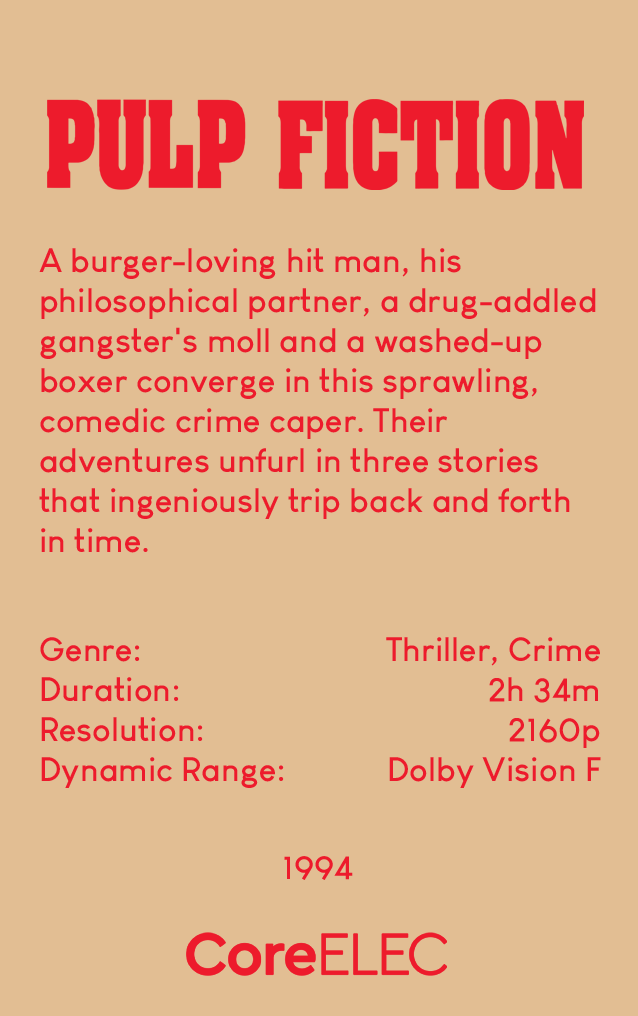 PULP FICTION
A burger-loving hit man, his
philosophical partner, a drug-addled
gangster's moll and a washed-up
boxer converge in this sprawling,
comedic crime caper. Their
adventures unfurl in three stories
that ingeniously trip back and forth
in time.
Genre: Thriller, Crime
Duration: 2h 34m
Resolution: 2160p
Dynamic Range: Dolby Vision F
1994
CoreELEC